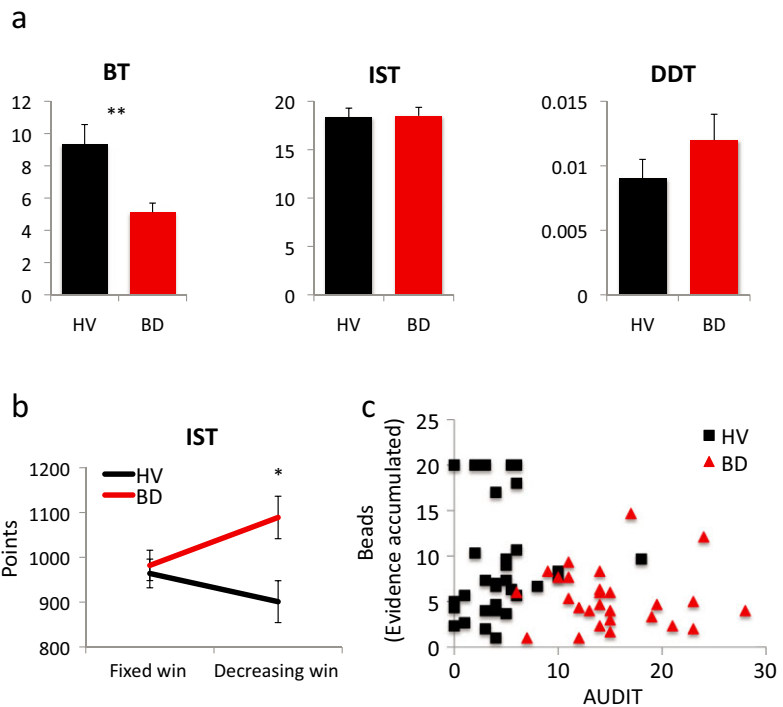 a
BT
IST
DDT
12
10
8
6
4
2
0
**
HV
BD
20
15
10
5
0
HV
BD
0.015
0.01
0.005
0
HV
BD
b
IST
Points
1200
1100
1000
900
800
HV
BD
*
Fixed win
Decreasing win
c
Beads
(Evidence accumulated)
25
20
15
10
5
0
HV
BD
0
10
20
30
AUDIT